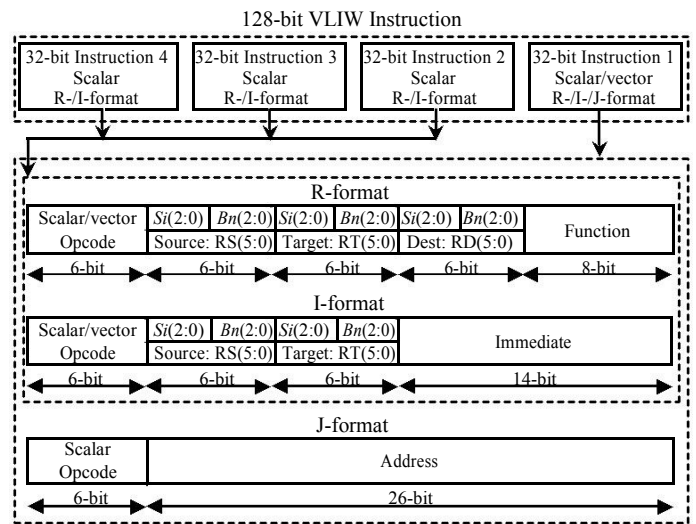 128-bit VLIW Instruction
32-bit Instruction 4
Scalar
R-/I-format
32-bit Instruction 3
Scalar
R-/I-format
32-bit Instruction 2
Scalar
R-/I-format
32-bit Instruction 1
Scalar/vector
R-/I-/J-format
R-format
Scalar/vector
Opcode
Si(2:0) Bn(2:0) Si(2:0) Bn(2:0) Si(2:0) Bn(2:0)
Source: RS(5:0) Target: RT(5:0) Dest: RD(5:0)
Function
6-bit 6-bit 6-bit 6-bit 8-bit
I-format
Scalar/vector
Opcode
Si(2:0) Bn(2:0) Si(2:0) Bn(2:0)
Source: RS(5:0) Target: RT(5:0)
Immediate
6-bit 6-bit 6-bit 14-bit
J-format
Scalar
Opcode
Address
6-bit 26-bit